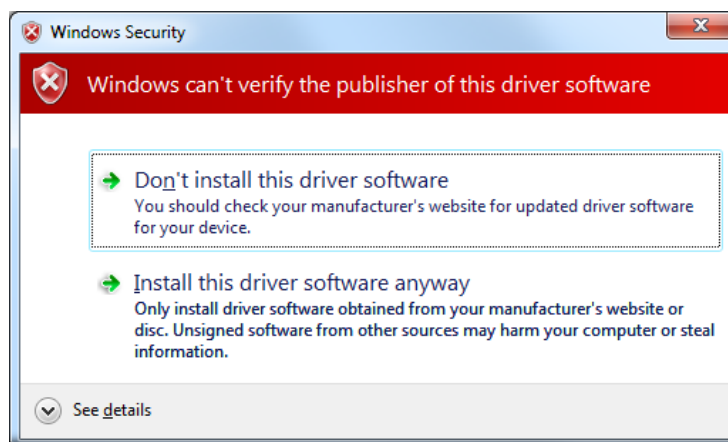 Windows Security
Windows can't verify the publisher of this driver software
Don't install this driver software
You should check your manufacturer's website for updated driver software
for your device.
Install this driver software anyway
Only install driver software obtained from your manufacturer's website or
disc. Unsigned software from other sources may harm your computer or steal
information.
See details